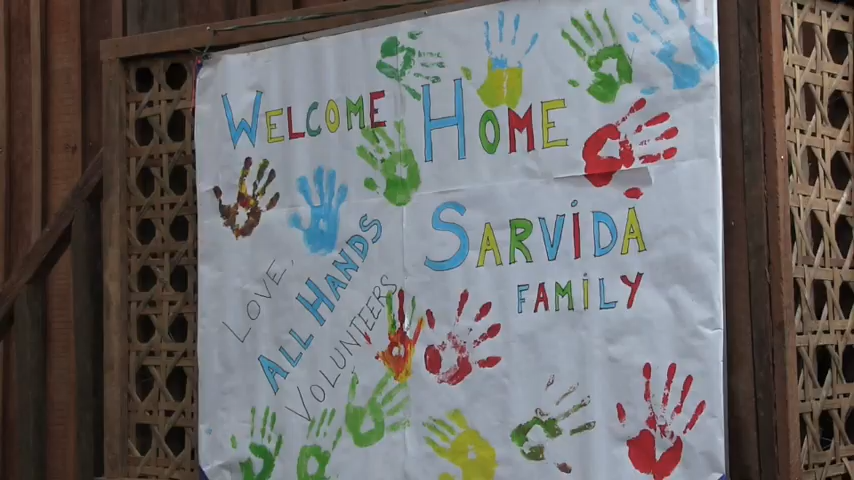 WELCOME HOME
SARVIDA
FAMILY
LOVE,
ALL HANDS
VOLUNTEERS